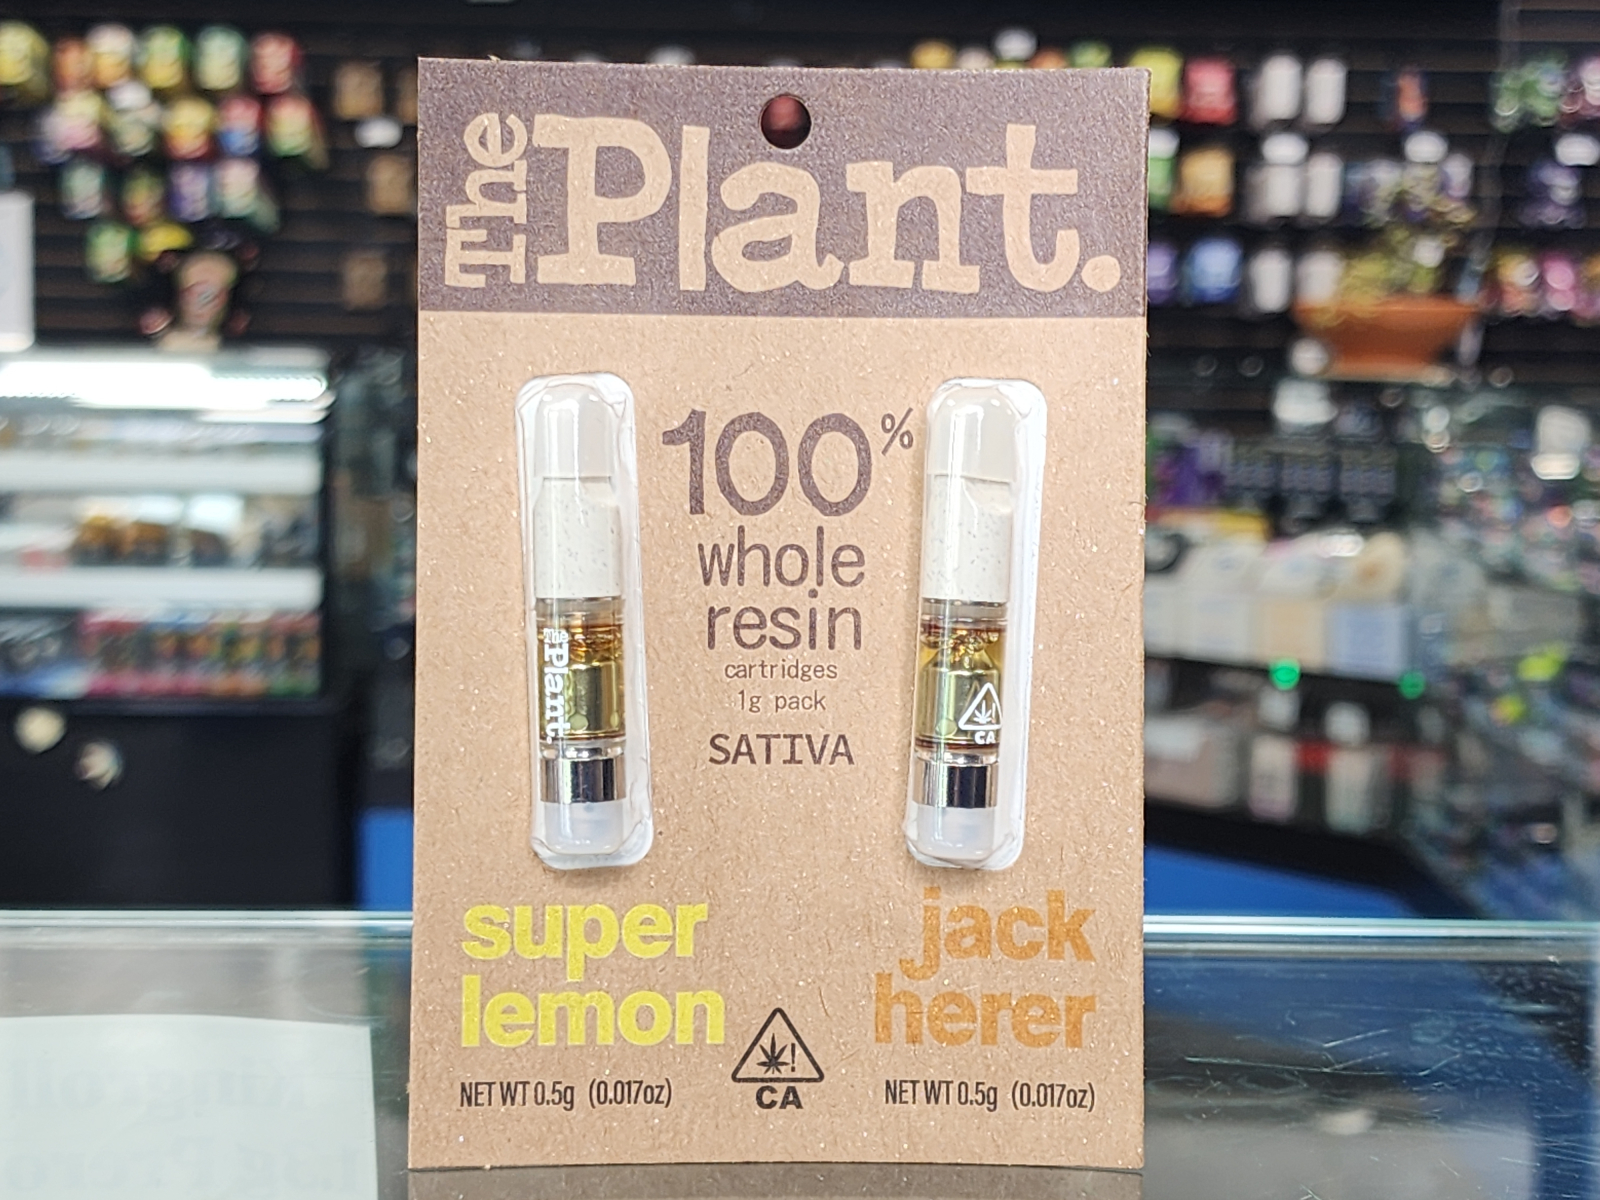 The Plant.
100%
whole
resin
cartridges
1g pack
SATIVA
The Plant.
CA
super
lemon
jack
herer
NET WT 0.5g (0.017oz)
!
CA
NET WT 0.5g (0.017oz)